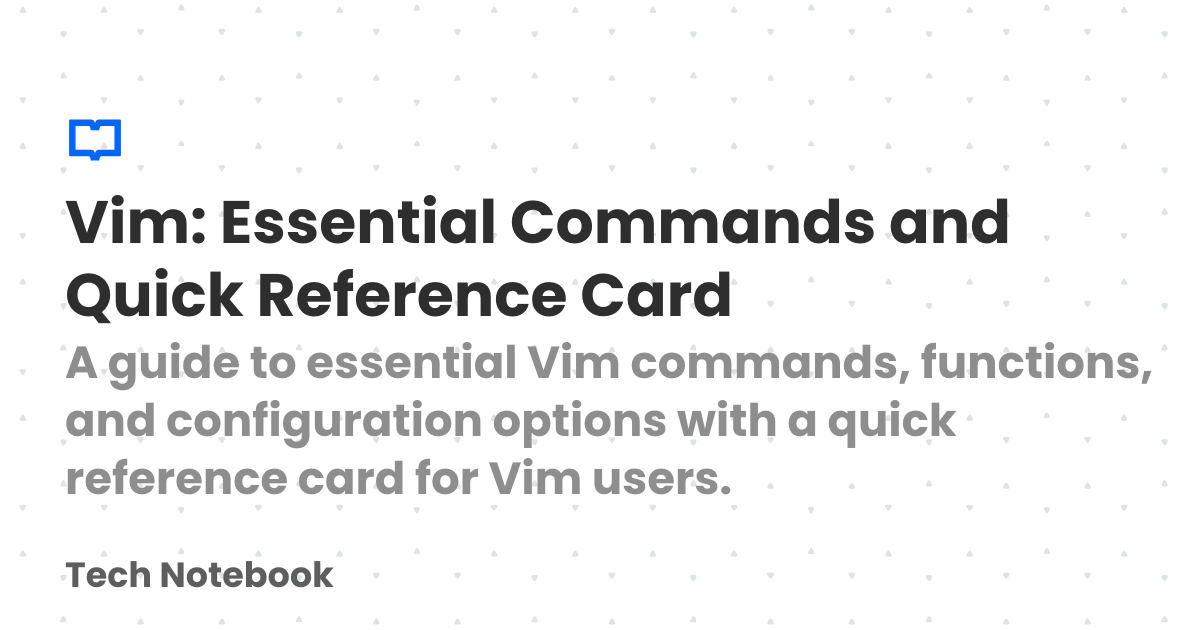 Vim: Essential Commands and
Quick Reference Card
A guide to essential Vim commands, functions,
and configuration options with a quick
reference card for Vim users.
Tech Notebook